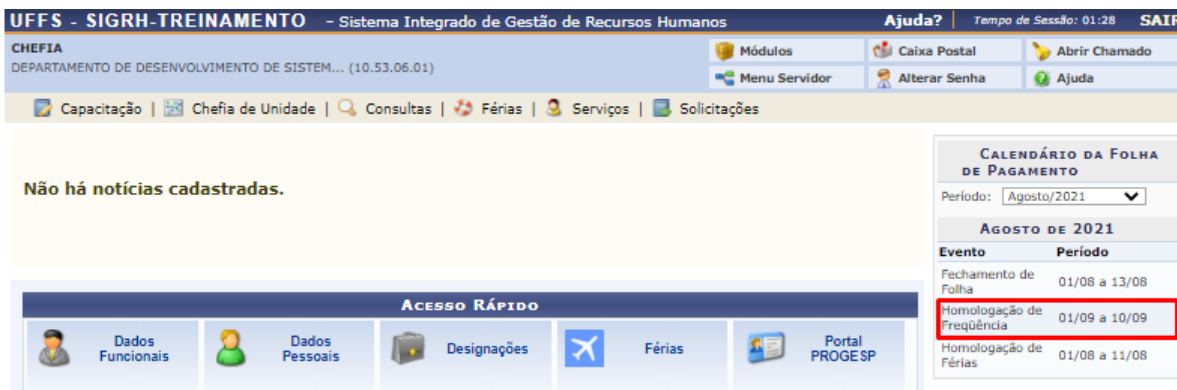 UFFS - SIGRH-TREINAMENTO - Sistema Integrado de Gestão de Recursos Humanos Ajuda? Tempo de Sessão: 01:28 SAIR
CHEFIA
DEPARTAMENTO DE DESENVOLVIMENTO DE SISTEM... (10.53.06.01)
Módulos Caixa Postal Abrir Chamado
Menu Servidor Alterar Senha Ajuda
Capacitação | Chefia de Unidade | Consultas | Férias | Serviços | Solicitações
Não há notícias cadastradas.
Acesso Rápido
Dados Funcionais
Dados Pessoais
Designações
Férias
Portal PROGESP
Calendário da Folha
de Pagamento
Período: Agosto/2021
Agosto de 2021
Evento Período
Fechamento de Folha 01/08 a 13/08
Homologação de Freqüência 01/09 a 10/09
Homologação de Férias 01/08 a 11/08